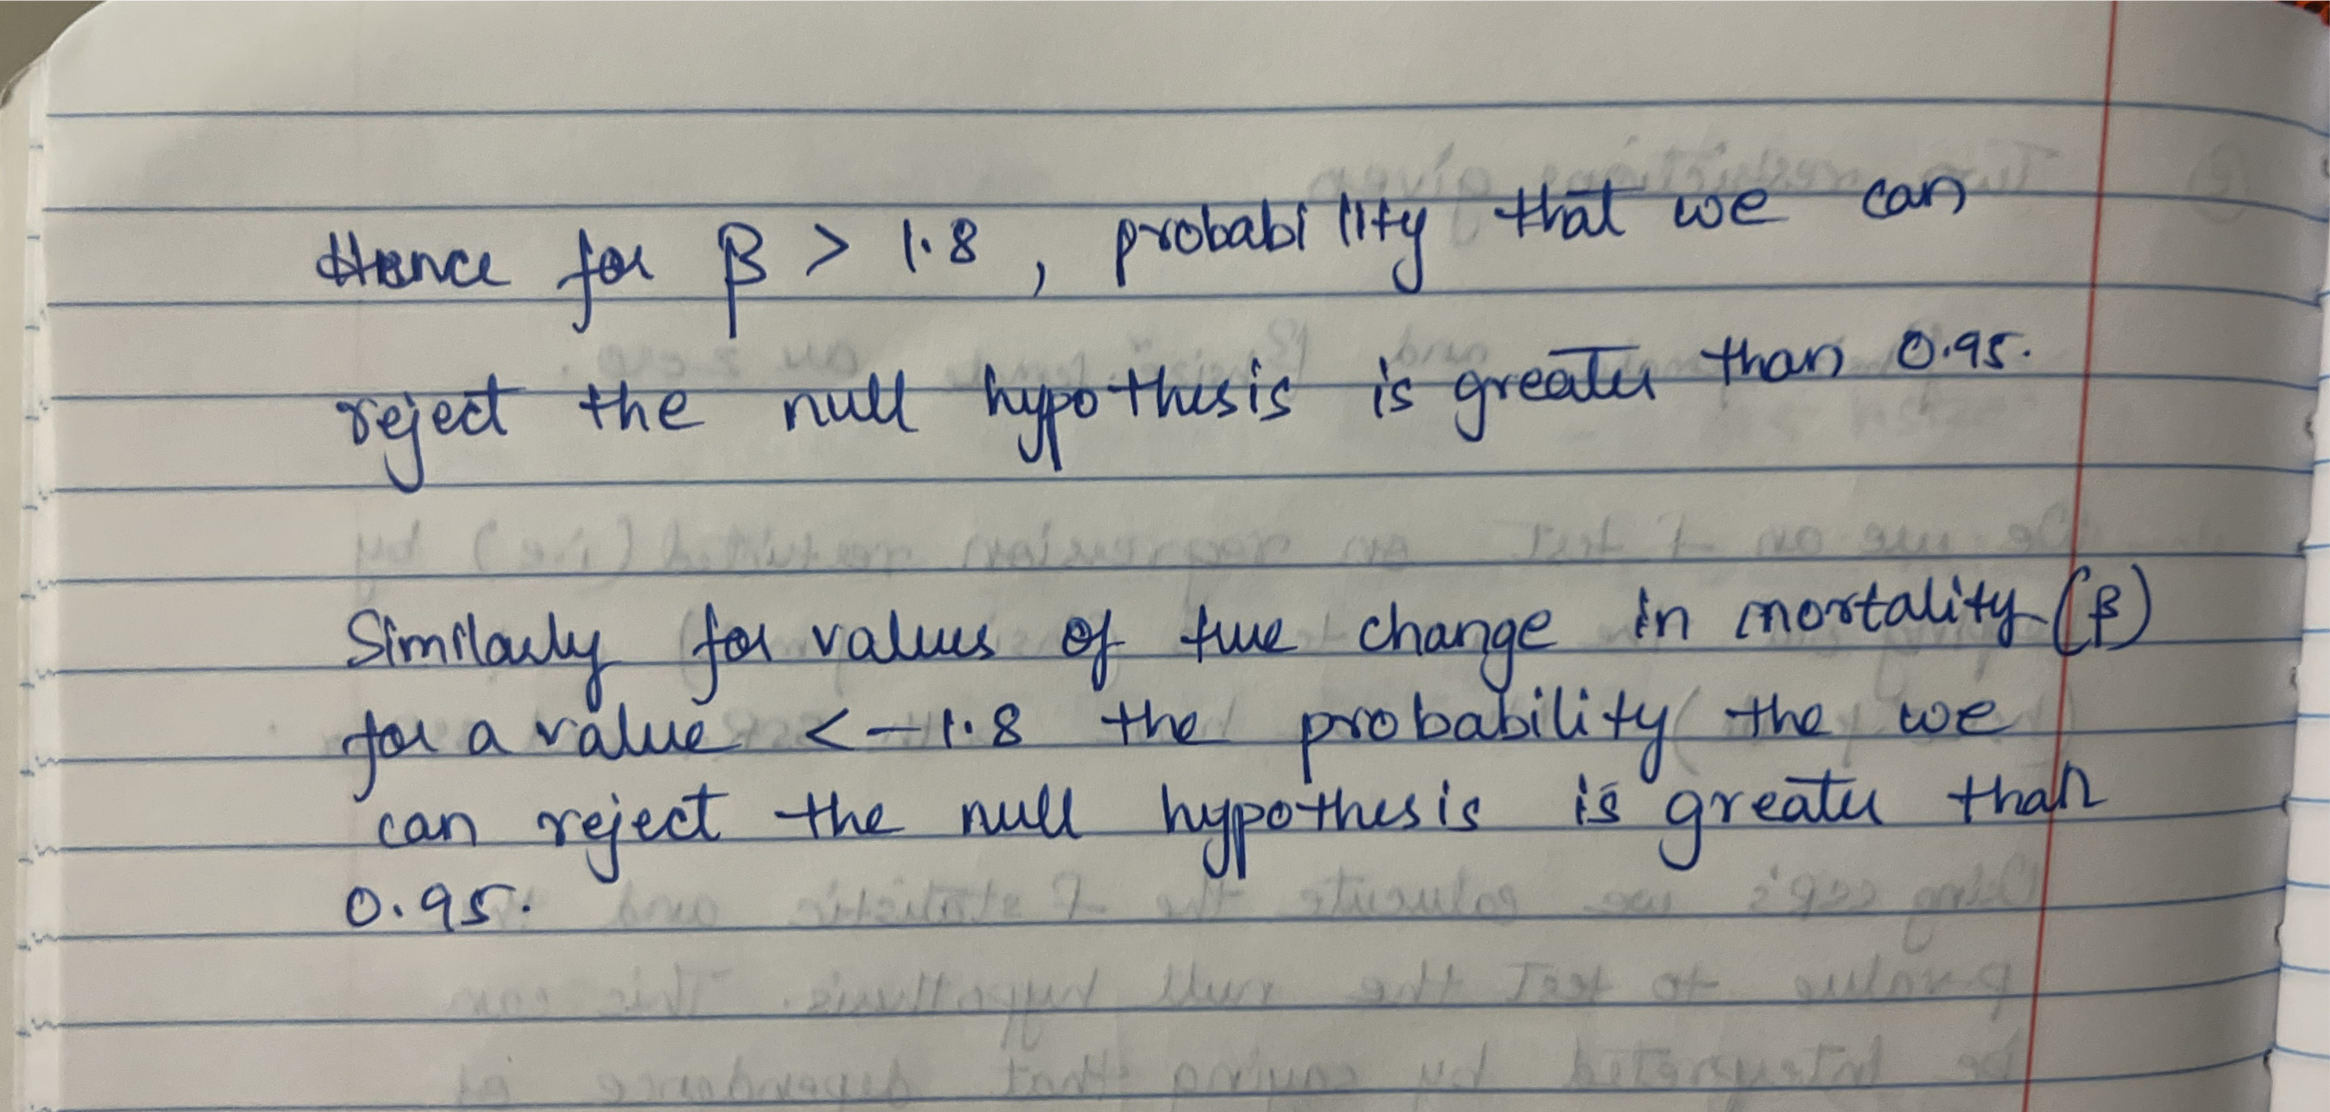 Hence for β > 1.8 , probability that we can
reject the null hypothesis is greater than 0.95.
Similarly for values of true change in mortality (β)
for a value < -1.8 the probability the we
can reject the null hypothesis is greater than
0.95.